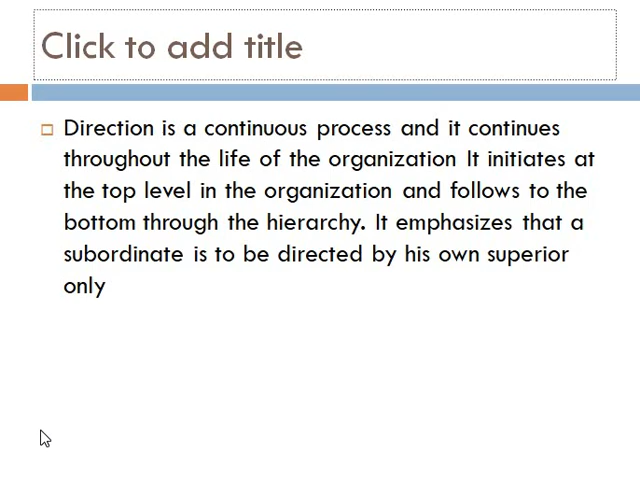 Click to add title
Direction is a continuous process and it continues
throughout the life of the organization It initiates at
the top level in the organization and follows to the
bottom through the hierarchy. It emphasizes that a
subordinate is to be directed by his own superior
only